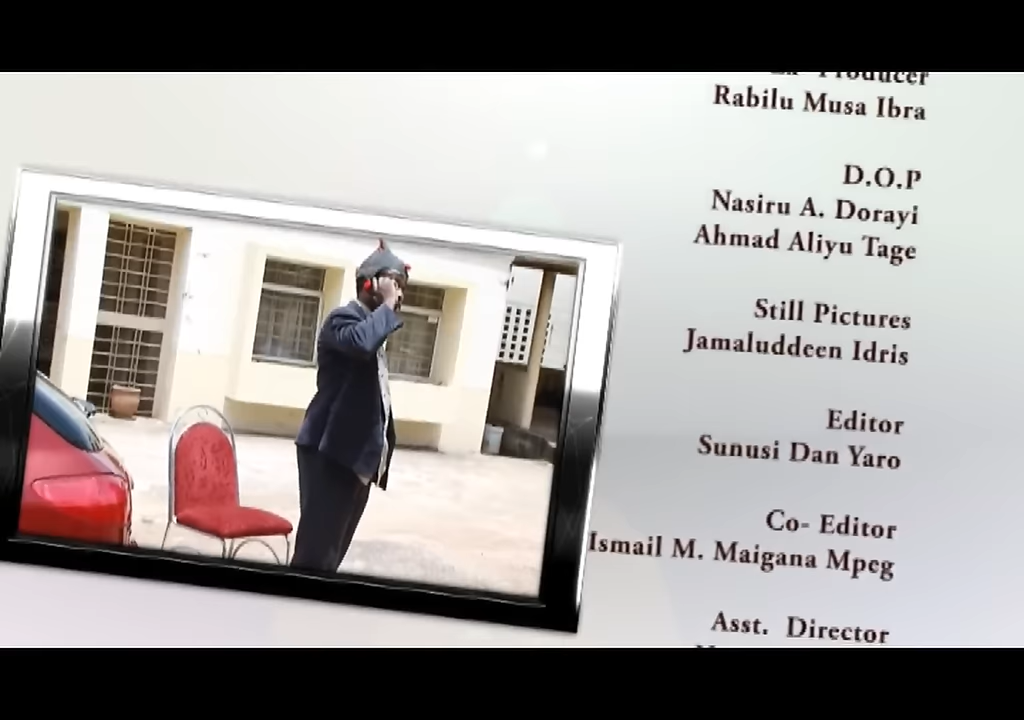 Producer
Rabilu Musa Ibra
D.O.P
Nasiru A. Dorayi
Ahmad Aliyu Tage
Still Pictures
Jamaluddeen Idris
Editor
Sunusi Dan Yaro
Co- Editor
Ismail M. Maigana Mpeg
Asst. Director